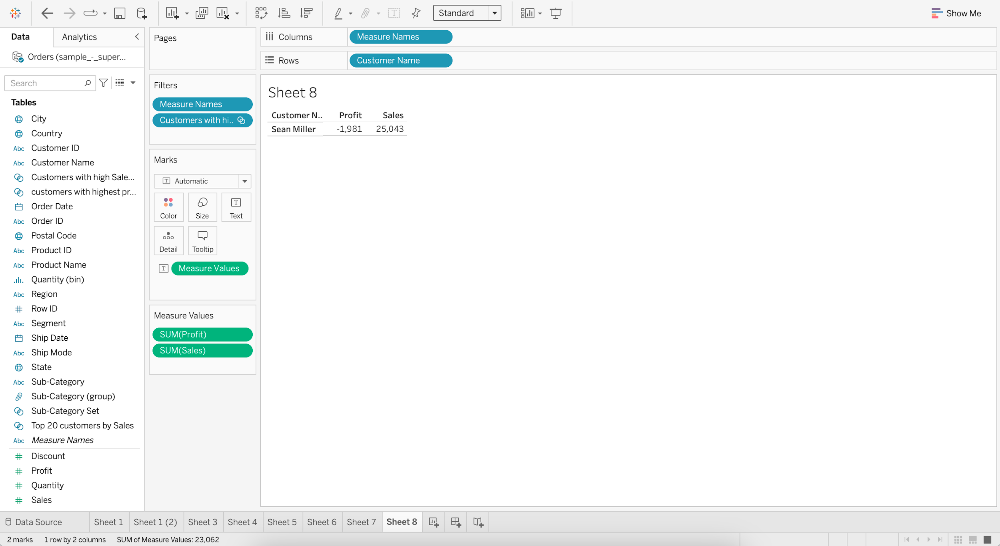 Standard
Show Me
Data
Analytics
Orders (sample_-_super...
Search
Tables
City
Country
Abc Customer ID
Abc Customer Name
Customers with high Sale...
customers with highest pr...
Order Date
Abc Order ID
Postal Code
Abc Product ID
Abc Product Name
Quantity (bin)
Abc Region
Row ID
Abc Segment
Ship Date
Abc Ship Mode
State
Abc Sub-Category
Sub-Category (group)
Sub-Category Set
Top 20 customers by Sales
Abc Measure Names
Discount
Profit
Quantity
Sales
Pages
Filters
Measure Names
Customers with hi..
Marks
T Automatic
Color Size T Text
Detail Tooltip
T Measure Values
Measure Values
SUM(Profit)
SUM(Sales)
Columns Measure Names
Rows Customer Name
Sheet 8
Customer N.. Profit Sales
Sean Miller -1,981 25,043
Data Source Sheet 1 Sheet 1 (2) Sheet 3 Sheet 4 Sheet 5 Sheet 6 Sheet 7 Sheet 8
2 marks 1 row by 2 columns SUM of Measure Values: 23,062